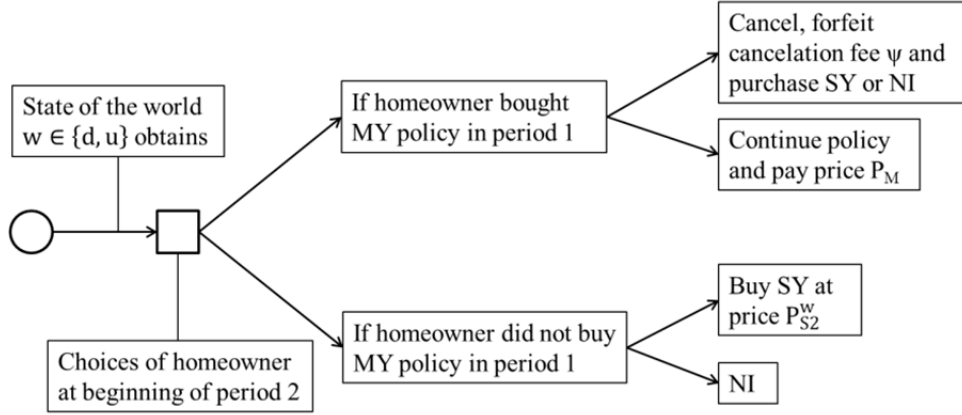 State of the world
w ∈ {d, u} obtains
Choices of homeowner
at beginning of period 2
If homeowner bought
MY policy in period 1
Cancel, forfeit
cancelation fee ψ and
purchase SY or NI
Continue policy
and pay price P_M
If homeowner did not buy
MY policy in period 1
Buy SY at
price P_{S2}^{w}
NI